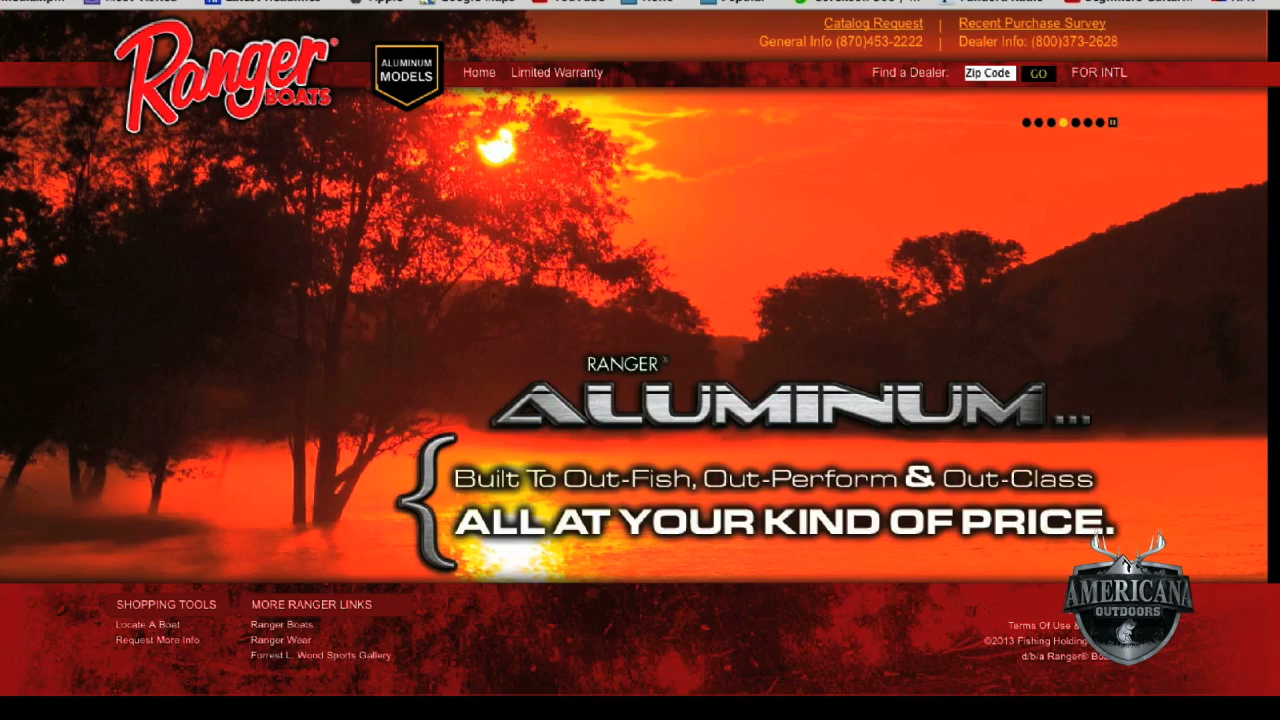 Catalog Request | Recent Purchase Survey
General Info (870)453-2222 | Dealer Info: (800)373-2628
Ranger®
BOATS
ALUMINUM
MODELS
Home Limited Warranty
Find a Dealer: Zip Code GO FOR INTL
RANGER®
ALUMINUM...
Built To Out-Fish, Out-Perform & Out-Class
ALL AT YOUR KIND OF PRICE.
SHOPPING TOOLS
Locate A Boat
Request More Info
MORE RANGER LINKS
Ranger Boats
Ranger Wear
Forrest L. Wood Sports Gallery
Terms Of Use &
©2013 Fishing Holding
d/b/a Ranger®
AMERICANA
OUTDOORS